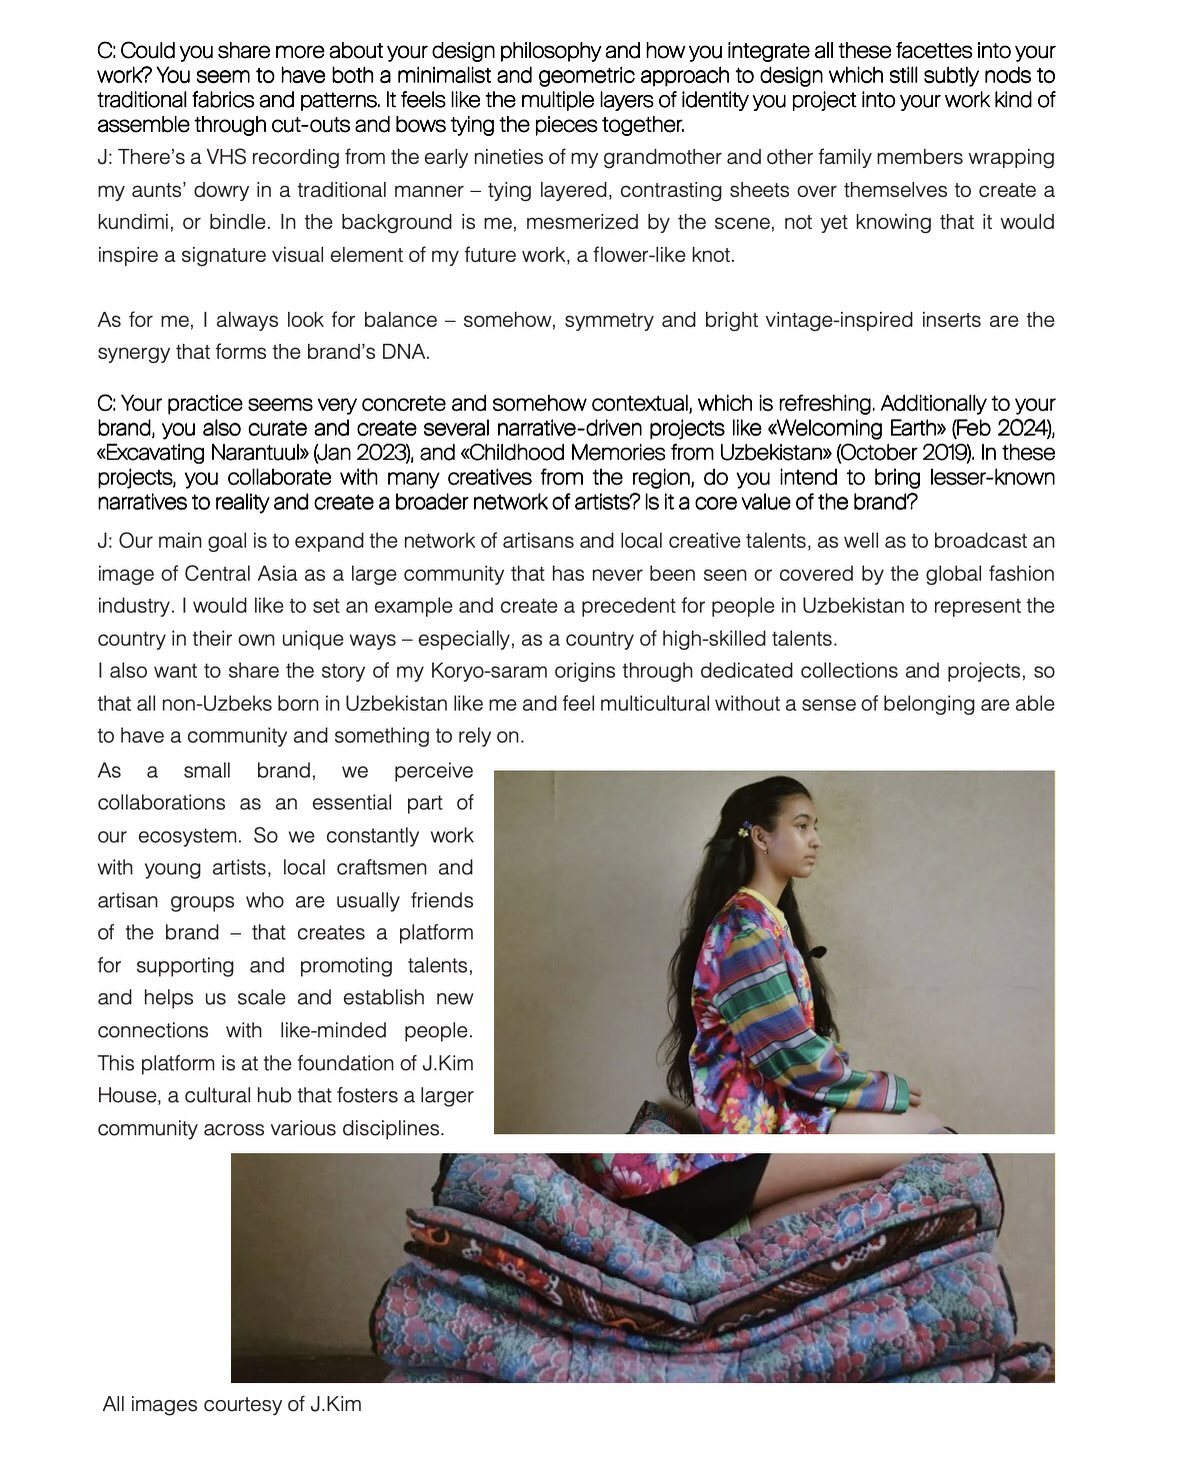 C: Could you share more about your design philosophy and how you integrate all these facettes into your
work? You seem to have both a minimalist and geometric approach to design which still subtly nods to
traditional fabrics and patterns. It feels like the multiple layers of identity you project into your work kind of
assemble through cut-outs and bows tying the pieces together.
J: There’s a VHS recording from the early nineties of my grandmother and other family members wrapping
my aunts’ dowry in a traditional manner – tying layered, contrasting sheets over themselves to create a
kundimi, or bindle. In the background is me, mesmerized by the scene, not yet knowing that it would
inspire a signature visual element of my future work, a flower-like knot.
As for me, I always look for balance – somehow, symmetry and bright vintage-inspired inserts are the
synergy that forms the brand’s DNA.
C: Your practice seems very concrete and somehow contextual, which is refreshing. Additionally to your
brand, you also curate and create several narrative-driven projects like «Welcoming Earth» (Feb 2024),
«Excavating Narantuul» (Jan 2023), and «Childhood Memories from Uzbekistan» (October 2019). In these
projects, you collaborate with many creatives from the region, do you intend to bring lesser-known
narratives to reality and create a broader network of artists? Is it a core value of the brand?
J: Our main goal is to expand the network of artisans and local creative talents, as well as to broadcast an
image of Central Asia as a large community that has never been seen or covered by the global fashion
industry. I would like to set an example and create a precedent for people in Uzbekistan to represent the
country in their own unique ways – especially, as a country of high-skilled talents.
I also want to share the story of my Koryo-saram origins through dedicated collections and projects, so
that all non-Uzbeks born in Uzbekistan like me and feel multicultural without a sense of belonging are able
to have a community and something to rely on.
As a small brand, we perceive
collaborations as an essential part of
our ecosystem. So we constantly work
with young artists, local craftsmen and
artisan groups who are usually friends
of the brand – that creates a platform
for supporting and promoting talents,
and helps us scale and establish new
connections with like-minded people.
This platform is at the foundation of J.Kim
House, a cultural hub that fosters a larger
community across various disciplines.
All images courtesy of J.Kim